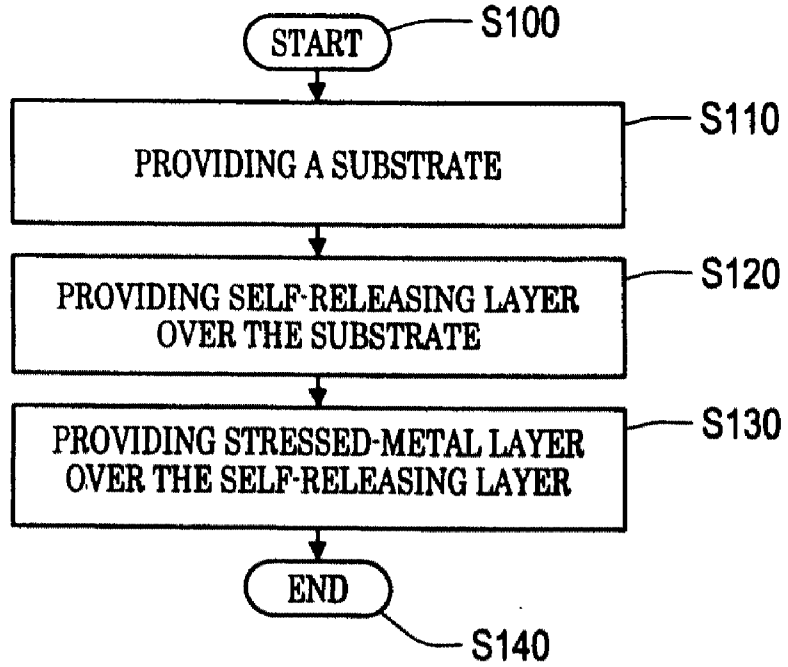 START
S100
PROVIDING A SUBSTRATE
S110
PROVIDING SELF-RELEASING LAYER
OVER THE SUBSTRATE
S120
PROVIDING STRESSED-METAL LAYER
OVER THE SELF-RELEASING LAYER
S130
END
S140